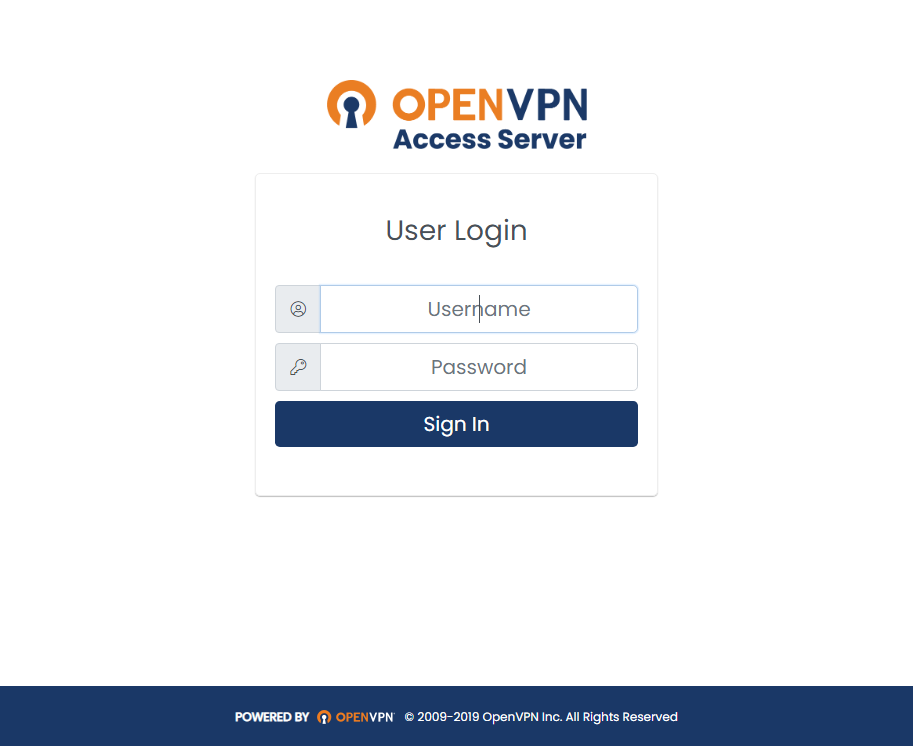 OPENVPN
Access Server
User Login
Username
Password
Sign In
POWERED BY OPENVPN © 2009-2019 OpenVPN Inc. All Rights Reserved